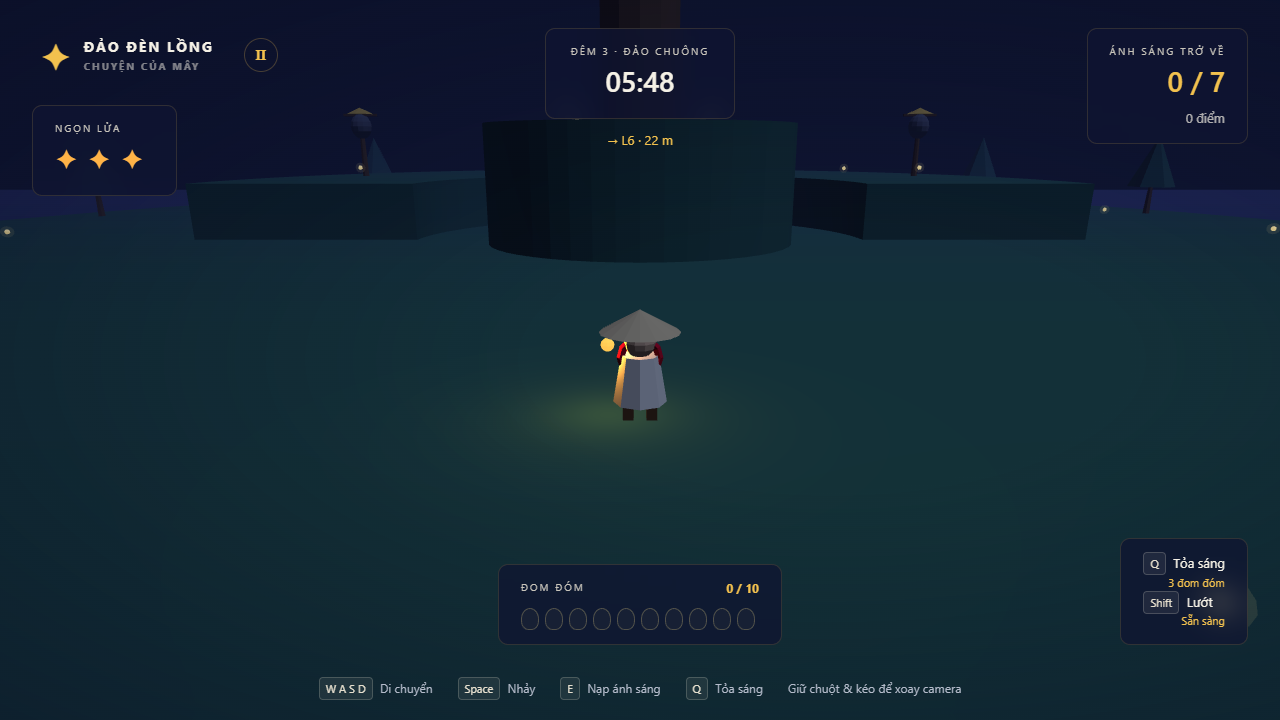 ĐẢO ĐÈN LỒNG
CHUYỆN CỦA MÂY
II
NGỌN LỬA
ĐÊM 3 · ĐẢO CHUÔNG
05:48
→ L6 · 22 m
ÁNH SÁNG TRỞ VỀ
0 / 7
0 điểm
ĐOM ĐÓM
0 / 10
Q Tỏa sáng
3 đom đóm
Shift Lướt
Sẵn sàng
W A S D Di chuyển
Space Nhảy
E Nạp ánh sáng
Q Tỏa sáng
Giữ chuột & kéo để xoay camera